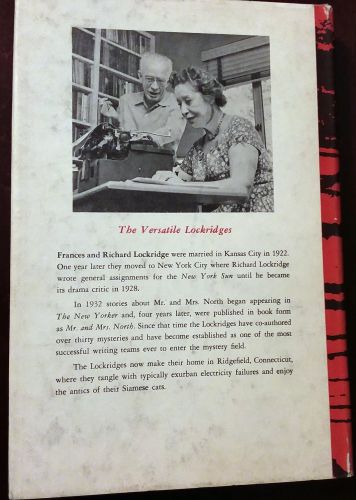 The Versatile Lockridges
Frances and Richard Lockridge were married in Kansas City in 1922.
One year later they moved to New York City where Richard Lockridge
wrote general assignments for the New York Sun until he became
its drama critic in 1928.
In 1932 stories about Mr. and Mrs. North began appearing in
The New Yorker and, four years later, were published in book form
as Mr. and Mrs. North. Since that time the Lockridges have co-authored
over thirty mysteries and have become established as one of the most
successful writing teams ever to enter the mystery field.
The Lockridges now make their home in Ridgefield, Connecticut,
where they tangle with typically exurban electricity failures and enjoy
the antics of their Siamese cats.